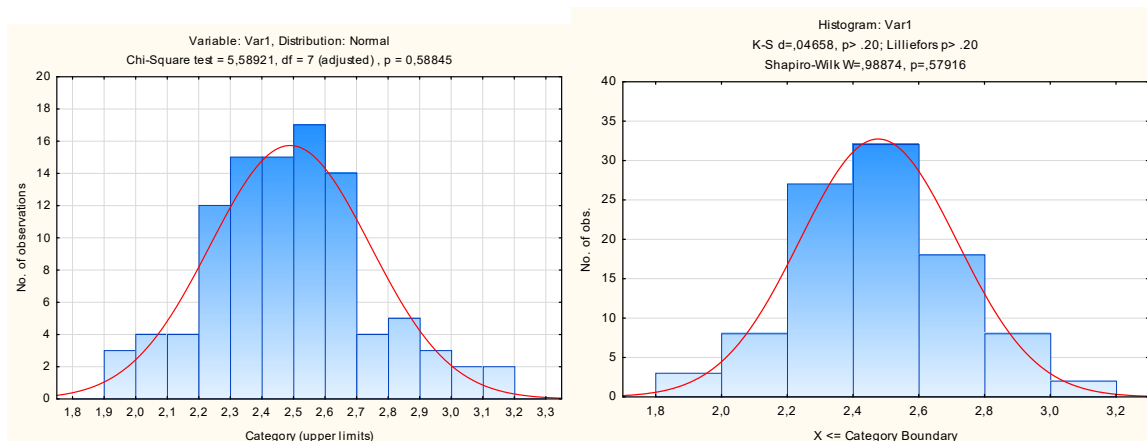 Variable: Var1, Distribution: Normal
Chi-Square test = 5,58921, df = 7 (adjusted) , p = 0,58845
20
18
16
14
12
10
8
6
4
2
0
No. of observations
1,8 1,9 2,0 2,1 2,2 2,3 2,4 2,5 2,6 2,7 2,8 2,9 3,0 3,1 3,2 3,3
Category (upper limits)
Histogram: Var1
K-S d=,04658, p> .20; Lilliefors p> .20
Shapiro-Wilk W=,98874, p=,57916
40
35
30
25
20
15
10
5
0
No. of obs.
1,8 2,0 2,2 2,4 2,6 2,8 3,0 3,2
X <= Category Boundary